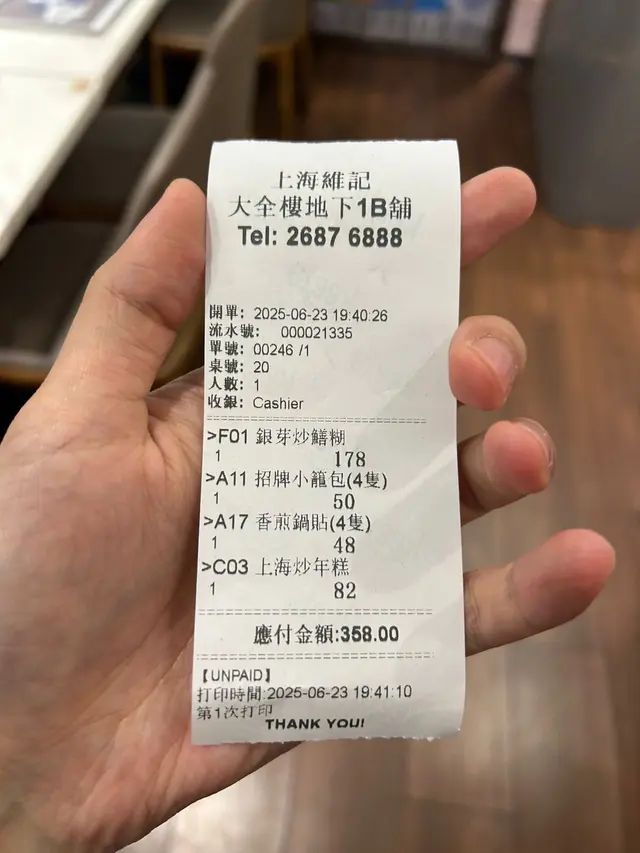 上海維記
大全樓地下1B舖
Tel: 2687 6888
開單: 2025-06-23 19:40:26
流水號: 000021335
單號: 00246 /1
桌號: 20
人數: 1
收銀: Cashier
>F01 銀芽炒鱔糊
1 178
>A11 招牌小籠包(4隻)
1 50
>A17 香煎鍋貼(4隻)
1 48
>C03 上海炒年糕
1 82
應付金額:358.00
【UNPAID】
打印時間:2025-06-23 19:41:10
第1次打印
THANK YOU!